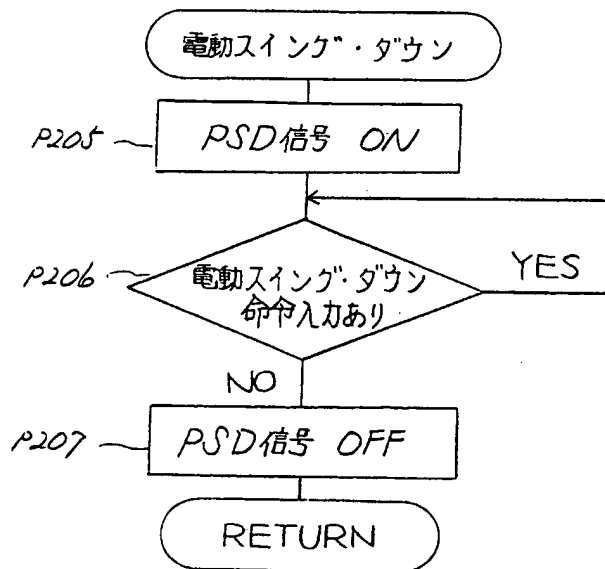 電動スイング・ダウン
P205
PSD信号 ON
P206
電動スイング・ダウン
命令入力あり
YES
NO
P207
PSD信号 OFF
RETURN